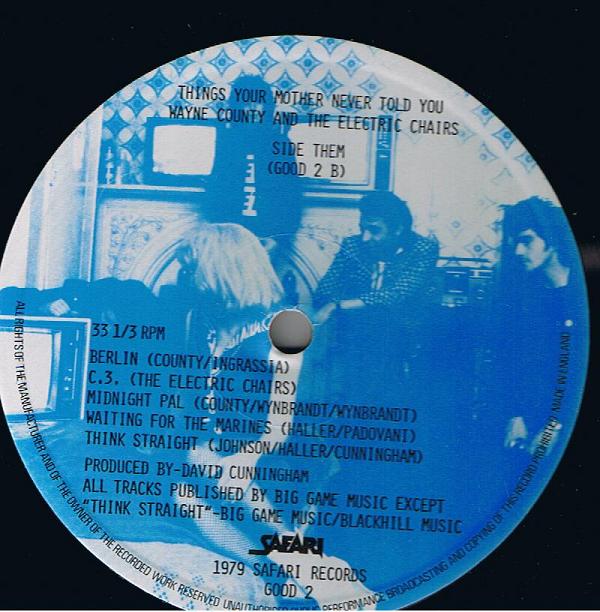 THINGS YOUR MOTHER NEVER TOLD YOU
WAYNE COUNTY AND THE ELECTRIC CHAIRS
SIDE THEM
(GOOD 2 B)
33 1/3 RPM
BERLIN (COUNTY/INGRASSIA)
C.3. (THE ELECTRIC CHAIRS)
MIDNIGHT PAL (COUNTY/WYNBRANDT/WYNBRANDT)
WAITING FOR THE MARINES (HALLER/PADOVANI)
THINK STRAIGHT (JOHNSON/HALLER/CUNNINGHAM)
PRODUCED BY-DAVID CUNNINGHAM
ALL TRACKS PUBLISHED BY BIG GAME MUSIC EXCEPT
"THINK STRAIGHT"-BIG GAME MUSIC/BLACKHILL MUSIC
SAFARI
1979 SAFARI RECORDS
GOOD 2
ALL RIGHTS OF THE MANUFACTURER AND OF THE OWNER OF THE RECORDED WORK RESERVED UNAUTHORISED PUBLIC PERFORMANCE BROADCASTING AND COPYING OF THIS RECORD PROHIBITED MADE IN ENGLAND